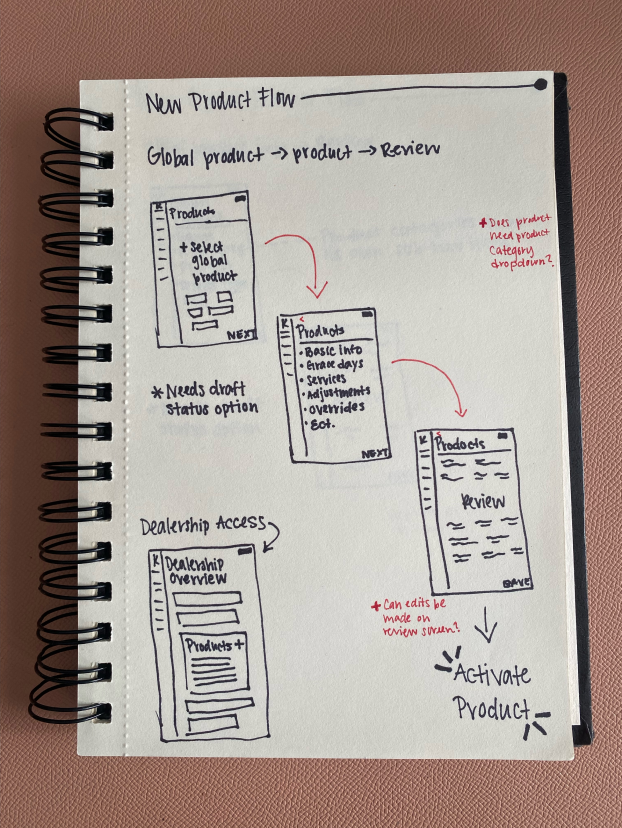 New Product Flow
Global product → product → Review
K
Products
+ Select
global
product
NEXT
+ Does product
need product
category
dropdown?
K
<
Products
• Basic info
• Grace days
• Services
• Adjustments
• overrides
• Ect.
NEXT
* Needs draft
status option
K
<
Products
Review
SAVE
Dealership Access
K
Dealership
overview
Products +
+ Can edits be
made on
review screen?
Activate
Product